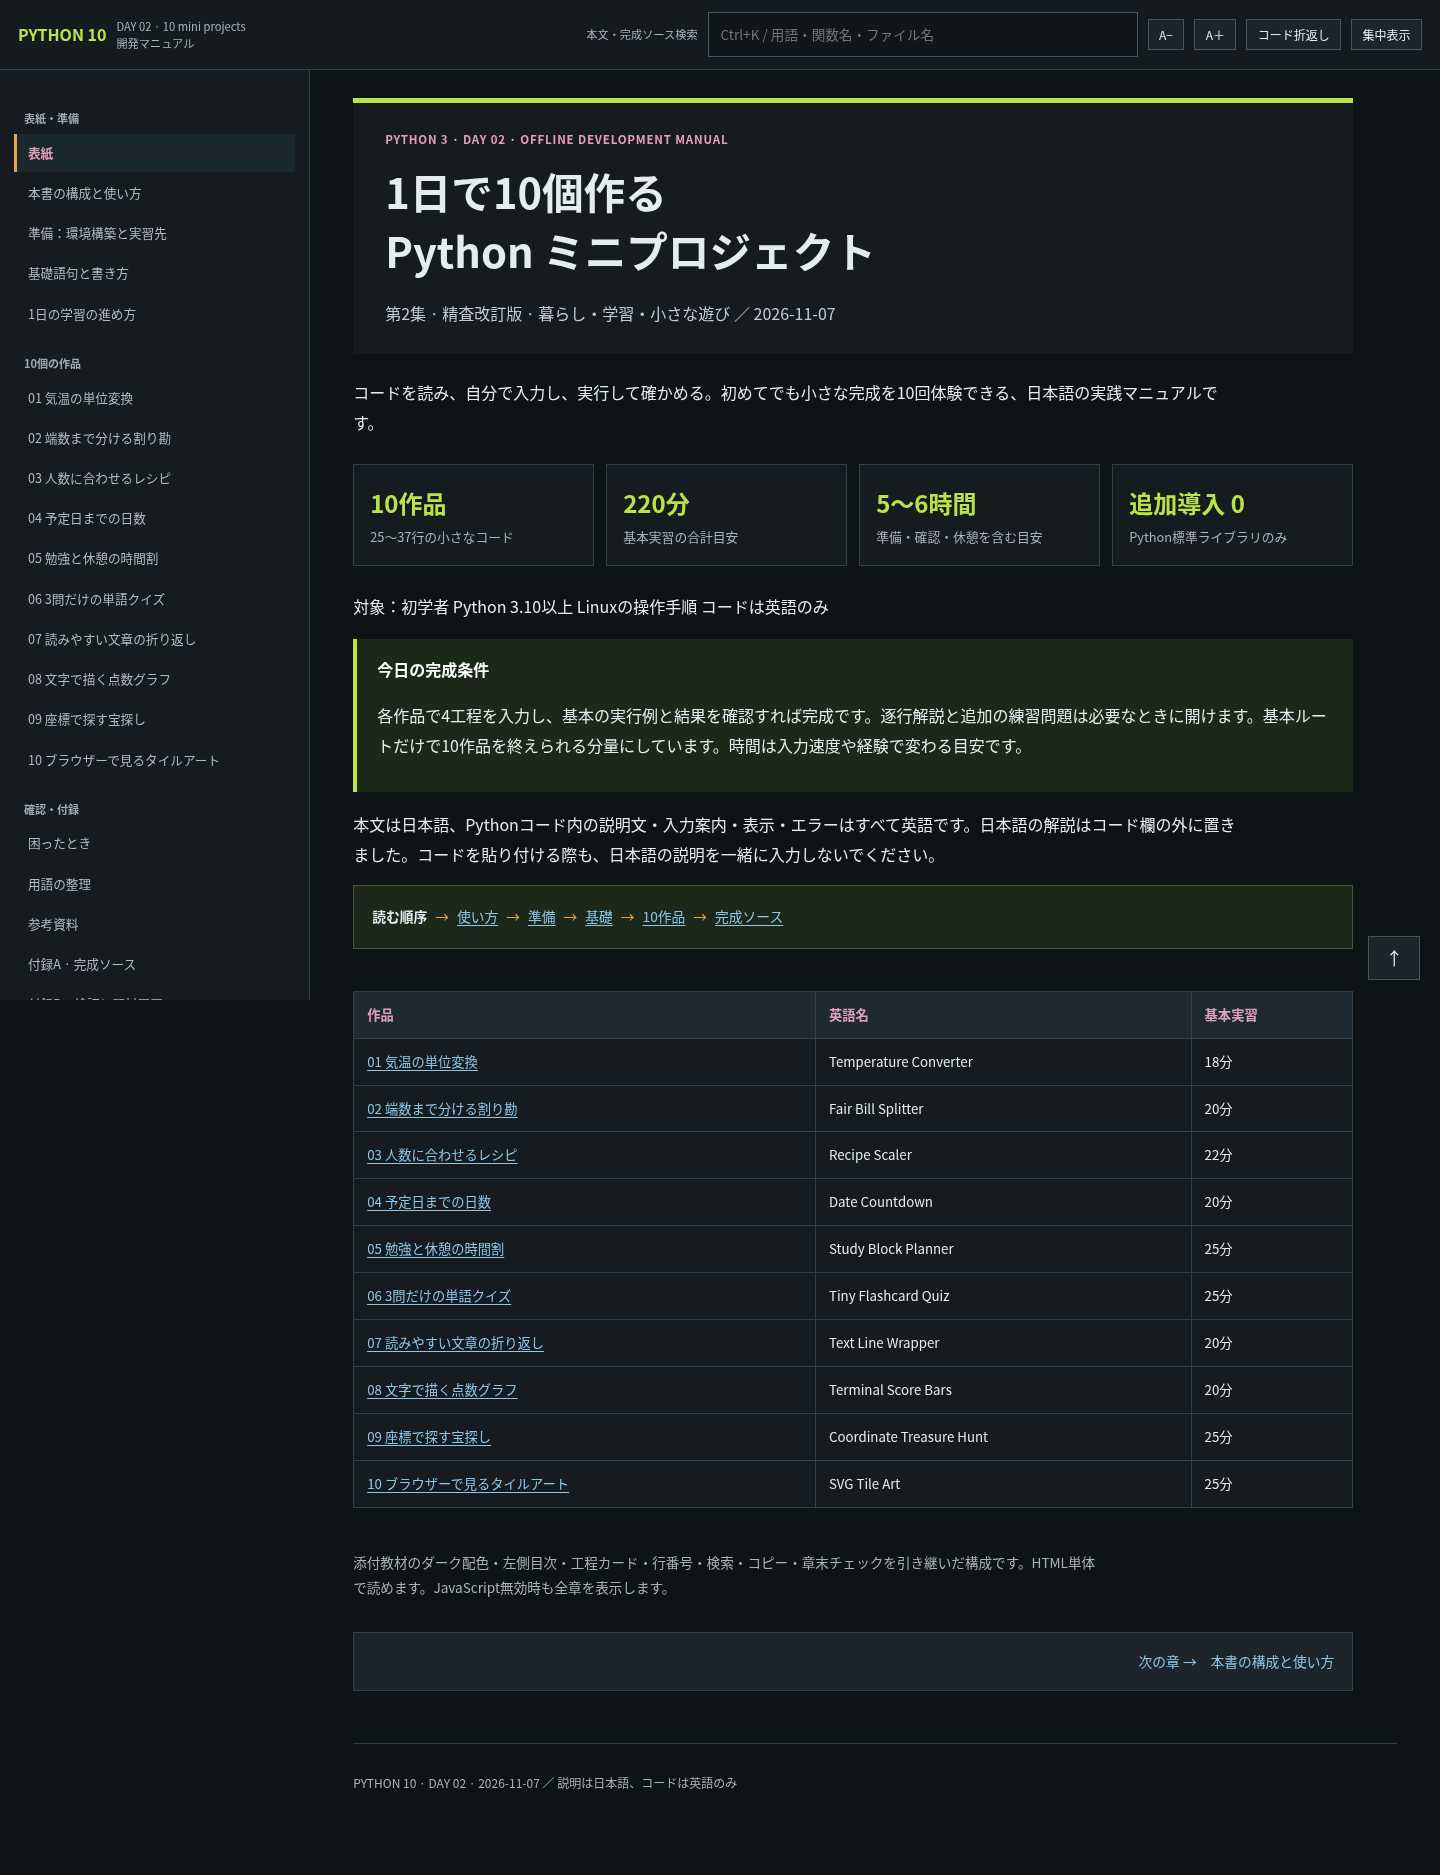 PYTHON 10
DAY 02 · 10 mini projects
開発マニュアル
本文・完成ソース検索
Ctrl+K / 用語・関数名・ファイル名
A−
A＋
コード折返し
集中表示
表紙・準備
表紙
本書の構成と使い方
準備：環境構築と実習先
基礎語句と書き方
1日の学習の進め方
10個の作品
01 気温の単位変換
02 端数まで分ける割り勘
03 人数に合わせるレシピ
04 予定日までの日数
05 勉強と休憩の時間割
06 3問だけの単語クイズ
07 読みやすい文章の折り返し
08 文字で描く点数グラフ
09 座標で探す宝探し
10 ブラウザーで見るタイルアート
確認・付録
困ったとき
用語の整理
参考資料
付録A · 完成ソース
PYTHON 3 · DAY 02 · OFFLINE DEVELOPMENT MANUAL
1日で10個作る
Python ミニプロジェクト
第2集 · 精査改訂版 · 暮らし・学習・小さな遊び ／ 2026-11-07
コードを読み、自分で入力し、実行して確かめる。初めてでも小さな完成を10回体験できる、日本語の実践マニュアルで
す。
10作品
25〜37行の小さなコード
220分
基本実習の合計目安
5〜6時間
準備・確認・休憩を含む目安
追加導入 0
Python標準ライブラリのみ
対象：初学者 Python 3.10以上 Linuxの操作手順 コードは英語のみ
今日の完成条件
各作品で4工程を入力し、基本の実行例と結果を確認すれば完成です。逐行解説と追加の練習問題は必要なときに開けます。基本ルー
トだけで10作品を終えられる分量にしています。時間は入力速度や経験で変わる目安です。
本文は日本語、Pythonコード内の説明文・入力案内・表示・エラーはすべて英語です。日本語の解説はコード欄の外に置き
ました。コードを貼り付ける際も、日本語の説明を一緒に入力しないでください。
読む順序 → 使い方 → 準備 → 基礎 → 10作品 → 完成ソース
↑
作品 英語名 基本実習
01 気温の単位変換 Temperature Converter 18分
02 端数まで分ける割り勘 Fair Bill Splitter 20分
03 人数に合わせるレシピ Recipe Scaler 22分
04 予定日までの日数 Date Countdown 20分
05 勉強と休憩の時間割 Study Block Planner 25分
06 3問だけの単語クイズ Tiny Flashcard Quiz 25分
07 読みやすい文章の折り返し Text Line Wrapper 20分
08 文字で描く点数グラフ Terminal Score Bars 20分
09 座標で探す宝探し Coordinate Treasure Hunt 25分
10 ブラウザーで見るタイルアート SVG Tile Art 25分
添付教材のダーク配色・左側目次・工程カード・行番号・検索・コピー・章末チェックを引き継いだ構成です。HTML単体
で読めます。JavaScript無効時も全章を表示します。
次の章 → 本書の構成と使い方
PYTHON 10 · DAY 02 · 2026-11-07 ／ 説明は日本語、コードは英語のみ